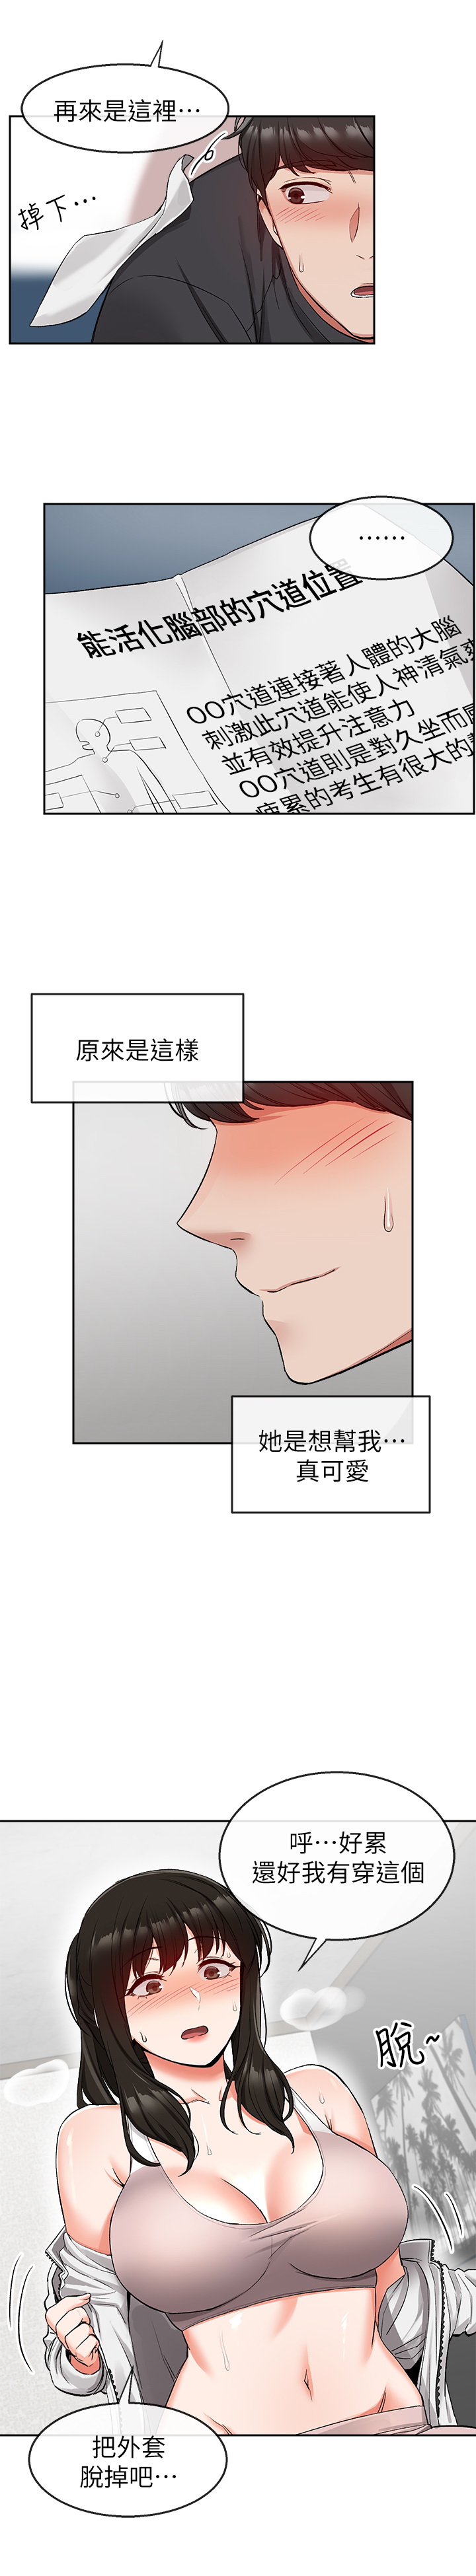 再來是這裡⋯
掉下⋯
⋯⋯
能活化腦部的穴道位置
OO穴道連接著人體的大腦
刺激此穴道能使人神清氣爽
並有效提升注意力
OO穴道則是對久坐而
疲累的考生有很大的
原來是這樣
她是想幫我⋯
真可愛
呼⋯好累
還好我有穿這個
脫~
把外套
脫掉吧⋯